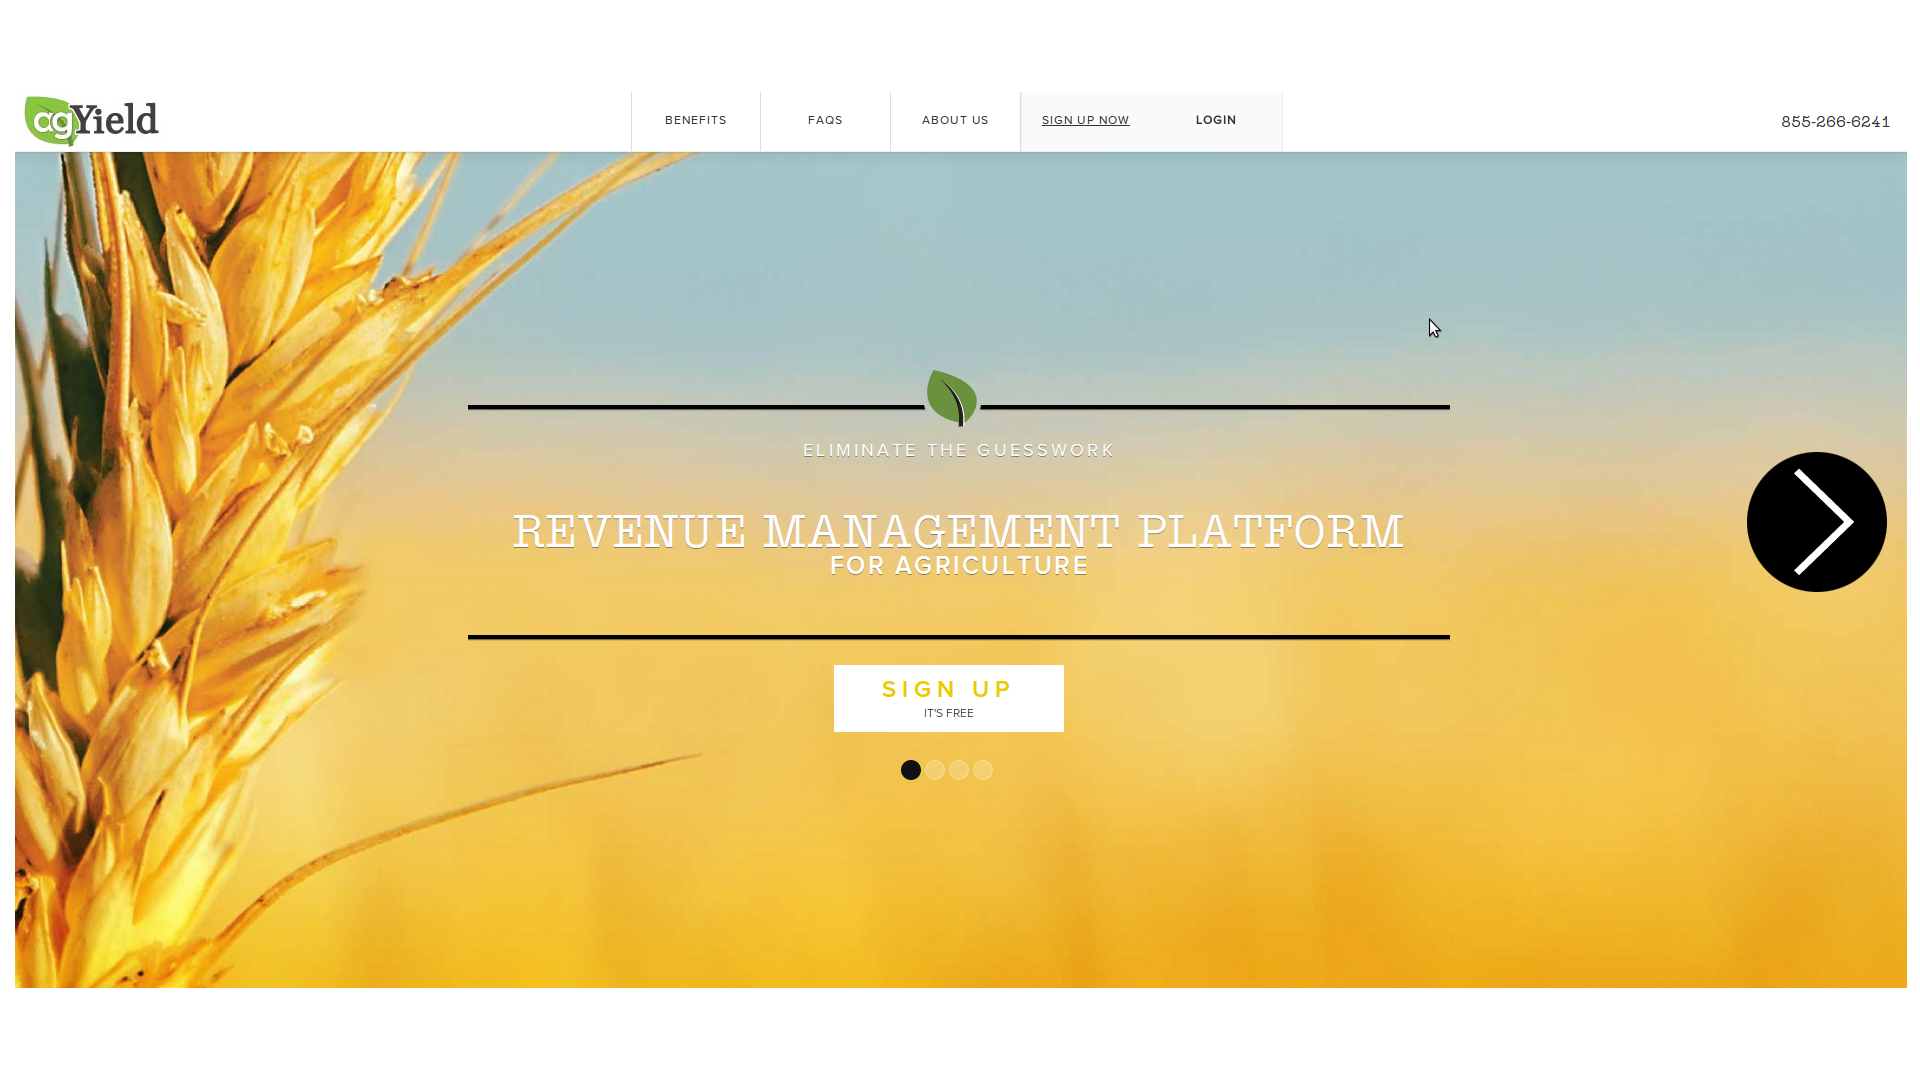 agYield
BENEFITS
FAQS
ABOUT US
SIGN UP NOW
LOGIN
855-266-6241
ELIMINATE THE GUESSWORK
REVENUE MANAGEMENT PLATFORM
FOR AGRICULTURE
SIGN UP
IT'S FREE